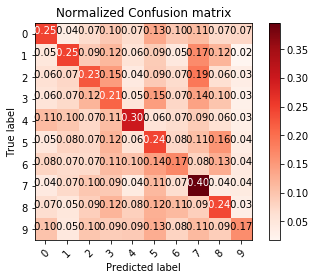 Normalized Confusion matrix
0 0.25 0.04 0.07 0.10 0.07 0.13 0.10 0.11 0.07 0.07
1 0.05 0.25 0.09 0.12 0.06 0.09 0.05 0.17 0.12 0.02
2 0.06 0.07 0.23 0.15 0.04 0.09 0.07 0.19 0.06 0.03
3 0.06 0.07 0.12 0.21 0.05 0.15 0.07 0.14 0.10 0.03
4 0.11 0.10 0.07 0.11 0.30 0.06 0.07 0.09 0.06 0.03
5 0.05 0.08 0.07 0.12 0.06 0.24 0.08 0.11 0.16 0.04
6 0.08 0.07 0.07 0.11 0.10 0.14 0.17 0.08 0.13 0.04
7 0.04 0.07 0.10 0.09 0.04 0.11 0.07 0.40 0.04 0.04
8 0.07 0.05 0.09 0.12 0.08 0.12 0.11 0.09 0.24 0.03
9 0.10 0.05 0.10 0.09 0.09 0.13 0.09 0.12 0.09 0.17
True label
0 1 2 3 4 5 6 7 8 9
Predicted label
0.35
0.30
0.25
0.20
0.15
0.10
0.05